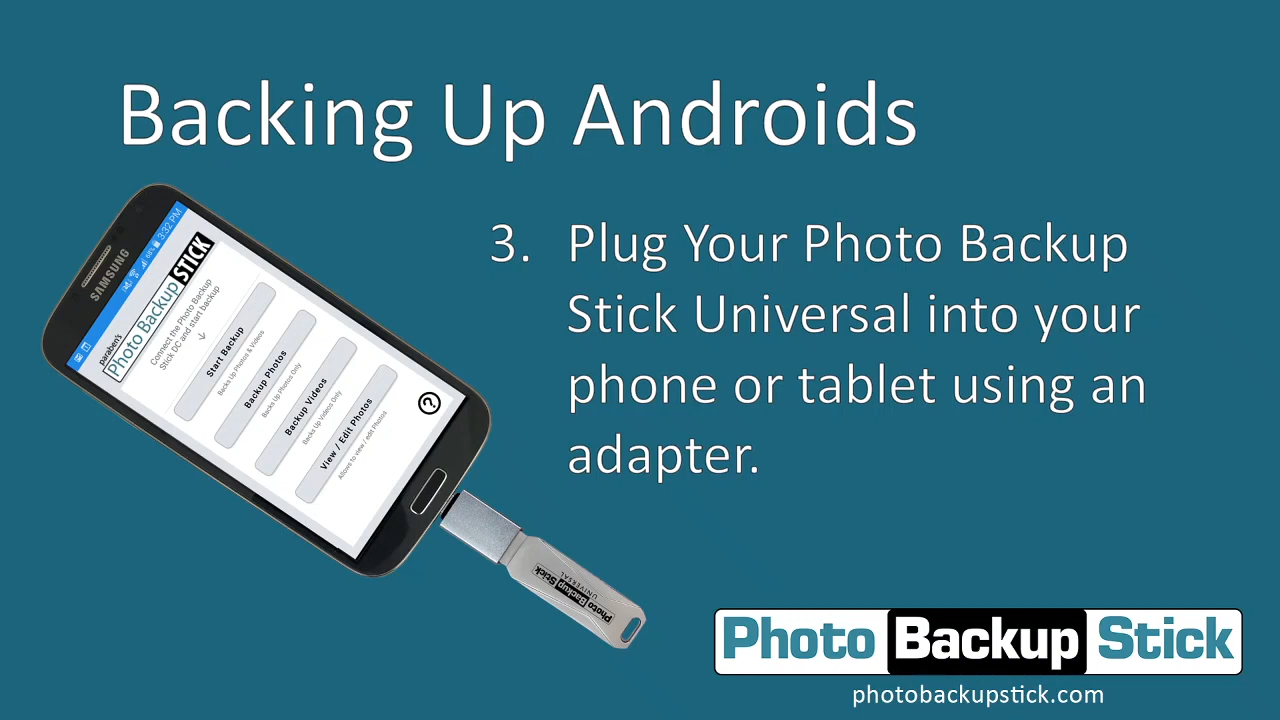 Backing Up Androids
3. Plug Your Photo Backup
Stick Universal into your
phone or tablet using an
adapter.
SAMSUNG
3:32 PM
paraben's
Photo Backup STICK
Connect the Photo Backup
Stick DC and start backup
Start Backup
Backs Up Photos & Videos
Backup Photos
Backs Up Photos Only
Backup Videos
Backs Up Videos Only
View / Edit Photos
Allows to view / edit Photos
?
Photo Backup Stick
UNIVERSAL
Photo Backup Stick
photobackupstick.com